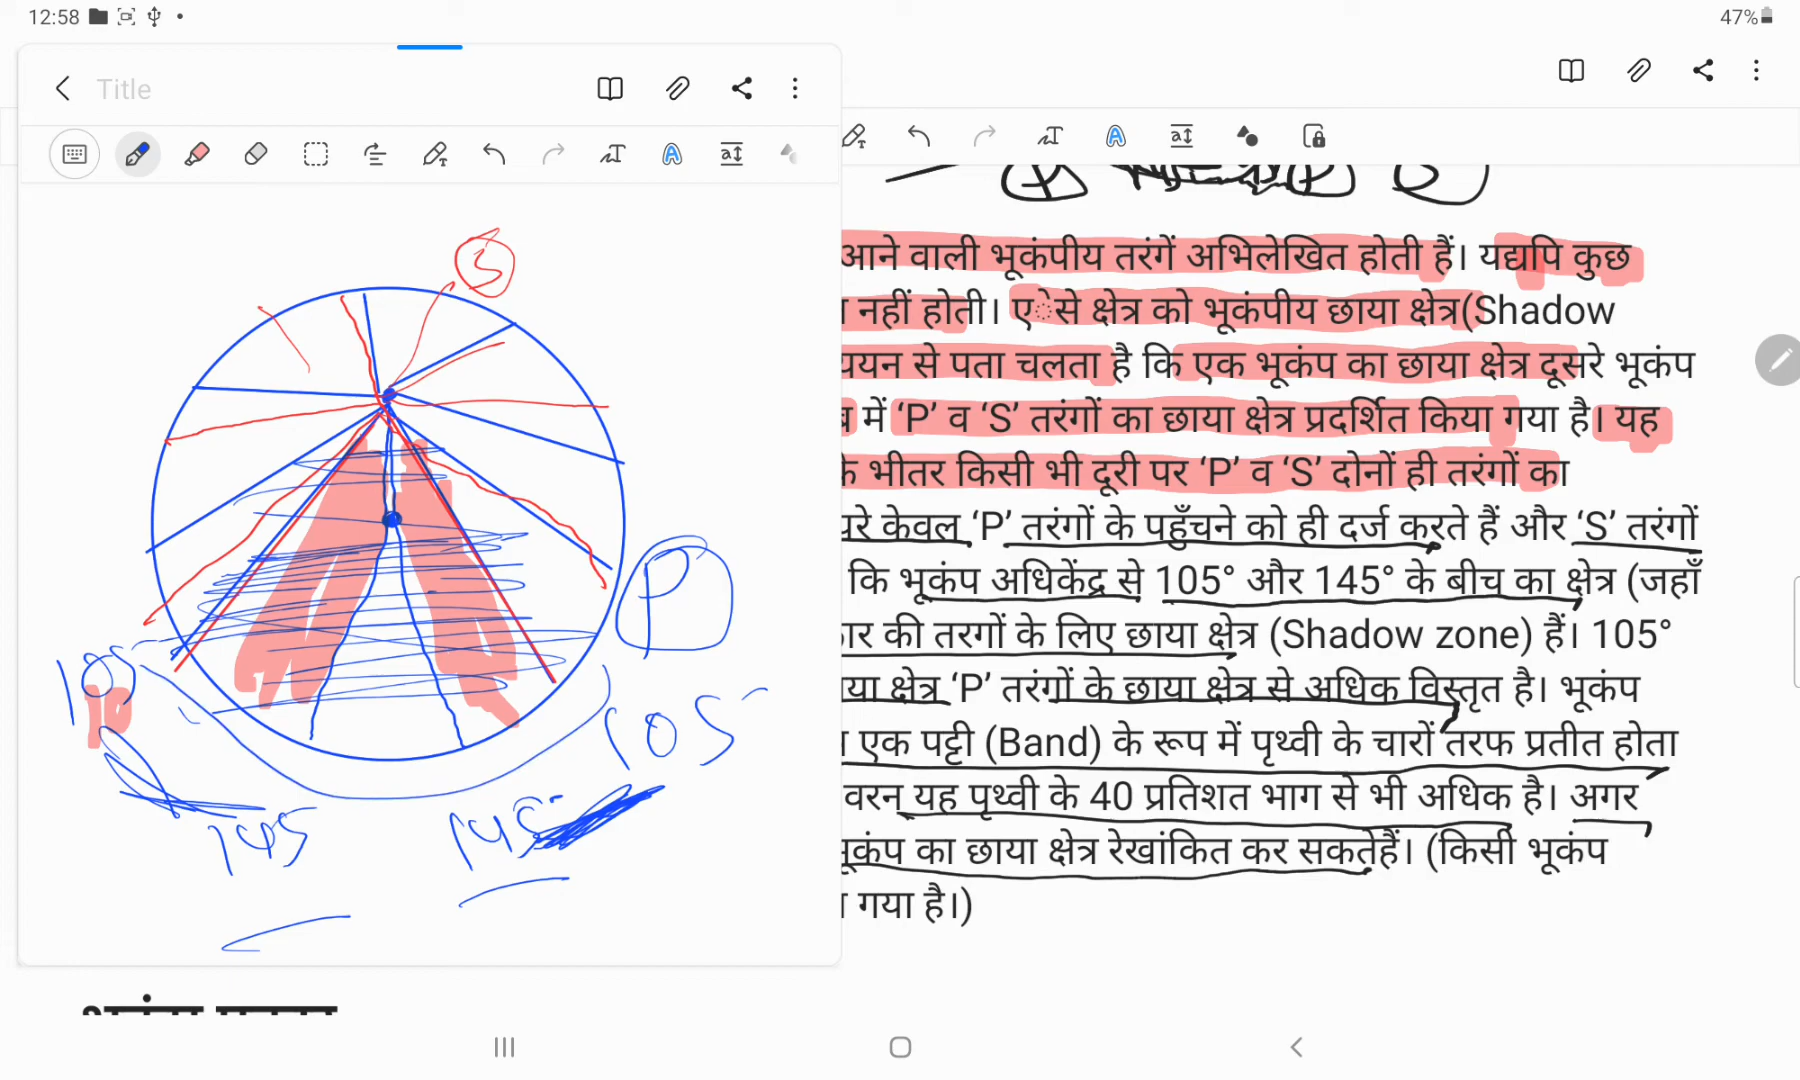 12:58
47%
Title
S
P
105
105
145
145
आने वाली भूकंपीय तरंगें अभिलेखित होती हैं। यद्यपि कुछ
नहीं होती। एेसे क्षेत्र को भूकंपीय छाया क्षेत्र(Shadow
ययन से पता चलता है कि एक भूकंप का छाया क्षेत्र दूसरे भूकंप
में ‘P’ व ‘S’ तरंगों का छाया क्षेत्र प्रदर्शित किया गया है। यह
के भीतर किसी भी दूरी पर ‘P’ व ‘S’ दोनों ही तरंगों का
परे केवल ‘P’ तरंगों के पहुँचने को ही दर्ज करते हैं और ‘S’ तरंगों
कि भूकंप अधिकेंद्र से 105° और 145° के बीच का क्षेत्र (जहाँ
कार की तरगों के लिए छाया क्षेत्र (Shadow zone) हैं। 105°
या क्षेत्र ‘P’ तरंगों के छाया क्षेत्र से अधिक विस्तृत है। भूकंप
एक पट्टी (Band) के रूप में पृथ्वी के चारों तरफ प्रतीत होता
वरन् यह पृथ्वी के 40 प्रतिशत भाग से भी अधिक है। अगर
भूकंप का छाया क्षेत्र रेखांकित कर सकतेहैं। (किसी भूकंप
गया है।)